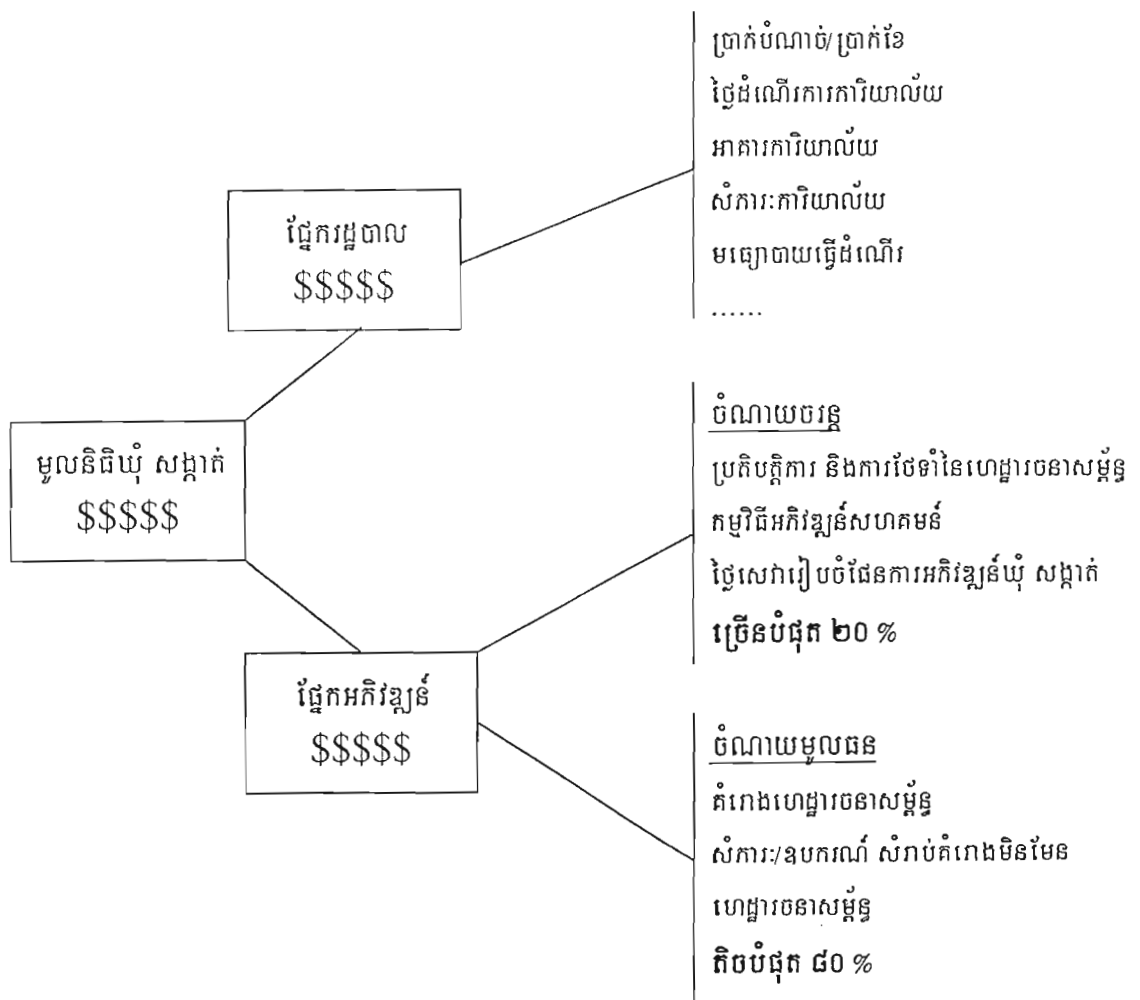 ប្រាក់បំណាច់/ប្រាក់ខែ
ថ្លៃដំណើរការការិយាល័យ
អាគារការិយាល័យ
សំភារៈការិយាល័យ
មធ្យោបាយធ្វើដំណើរ
......
ផ្នែករដ្ឋបាល
$$$$$
មូលនិធិឃុំ សង្កាត់
$$$$$
ផ្នែកអភិវឌ្ឍន៍
$$$$$
ចំណាយចរន្ត
ប្រតិបត្តិការ និងការថែទាំនៃហេដ្ឋារចនាសម្ព័ន្ធ
កម្មវិធីអភិវឌ្ឍន៍សហគមន៍
ថ្លៃសេវារៀបចំផែនការអភិវឌ្ឍន៍ឃុំ សង្កាត់
ច្រើនបំផុត ២០ %
ចំណាយមូលធន
គំរោងហេដ្ឋារចនាសម្ព័ន្ធ
សំភារៈ/ឧបករណ៍ សំរាប់គំរោងមិនមែន
ហេដ្ឋារចនាសម្ព័ន្ធ
តិចបំផុត ៨០ %